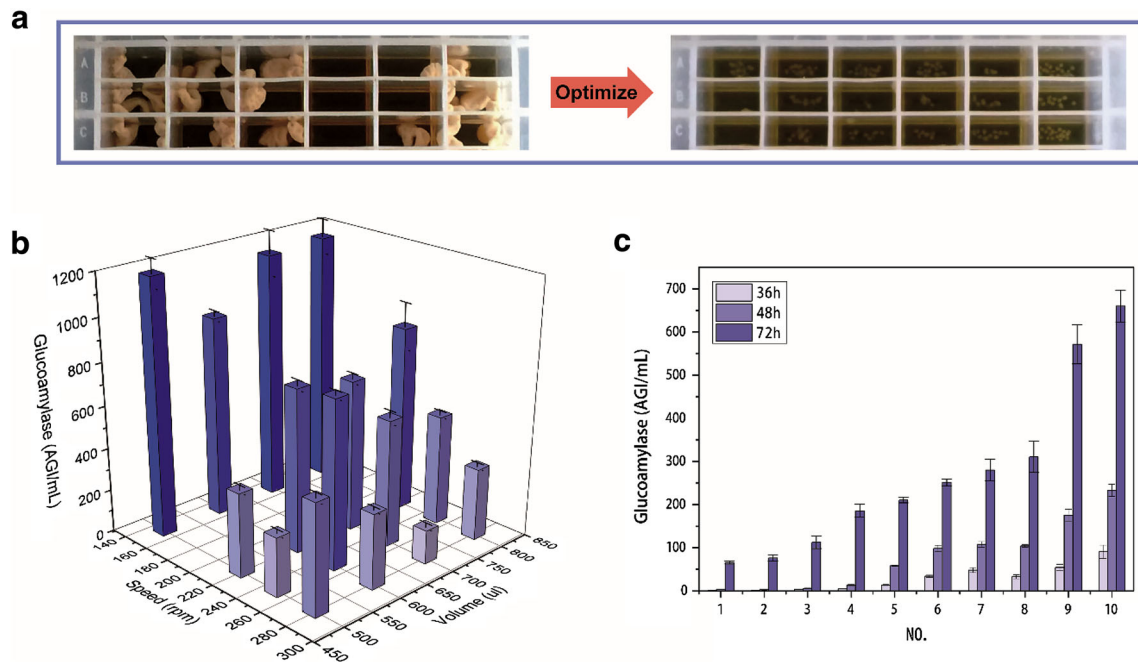 a
A
B
C
Optimize
A
B
C
b
Glucoamylase (AGI/mL)
1200
1000
800
600
400
200
0
140
160
180
200
220
240
260
280
300
Speed (rpm)
450
500
550
600
650
700
750
800
850
Volume (ul)
c
Glucoamylase (AGI/mL)
700
600
500
400
300
200
100
0
36h
48h
72h
1 2 3 4 5 6 7 8 9 10
NO.